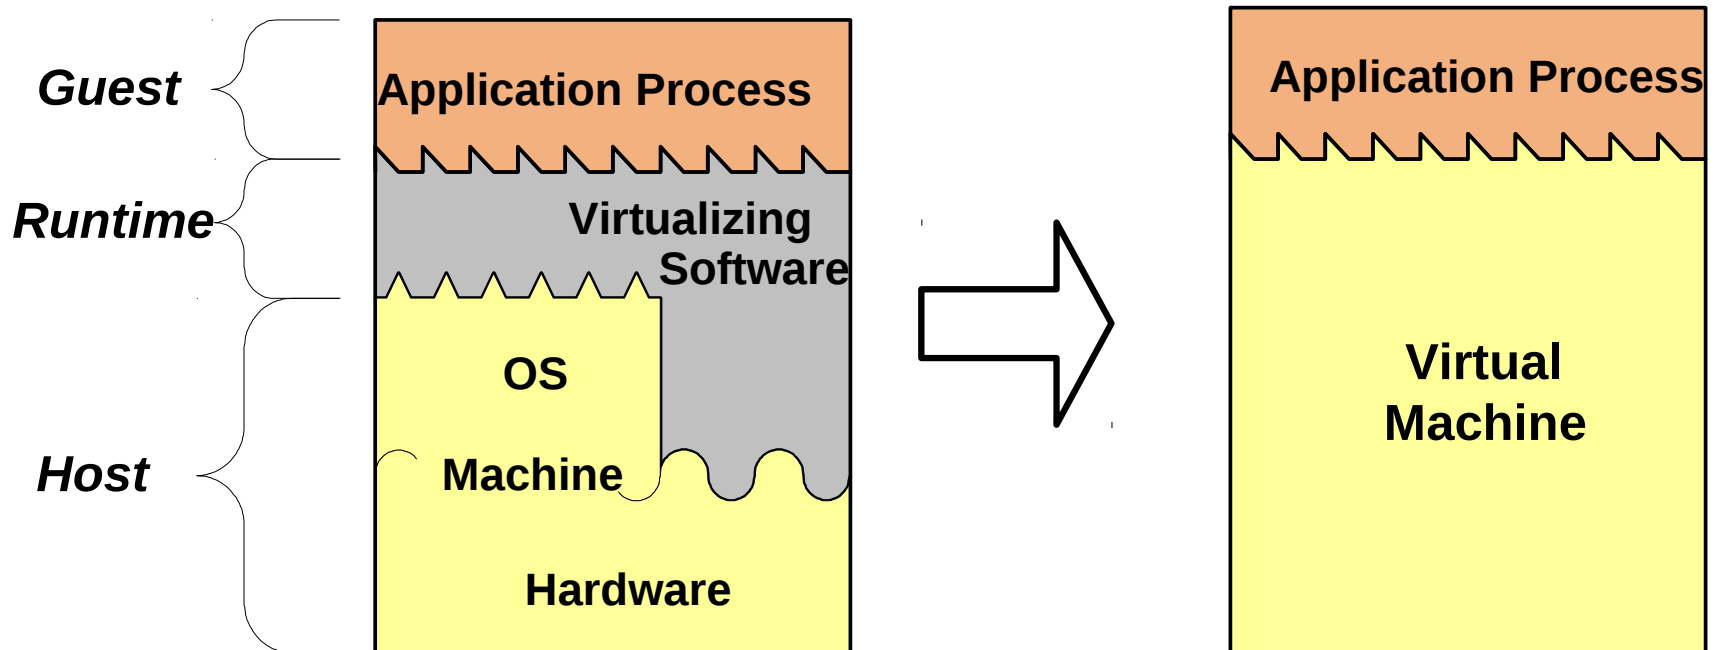 Guest
Application Process
Runtime
Virtualizing
Software
OS
Host
Machine
Hardware
Application Process
Virtual
Machine